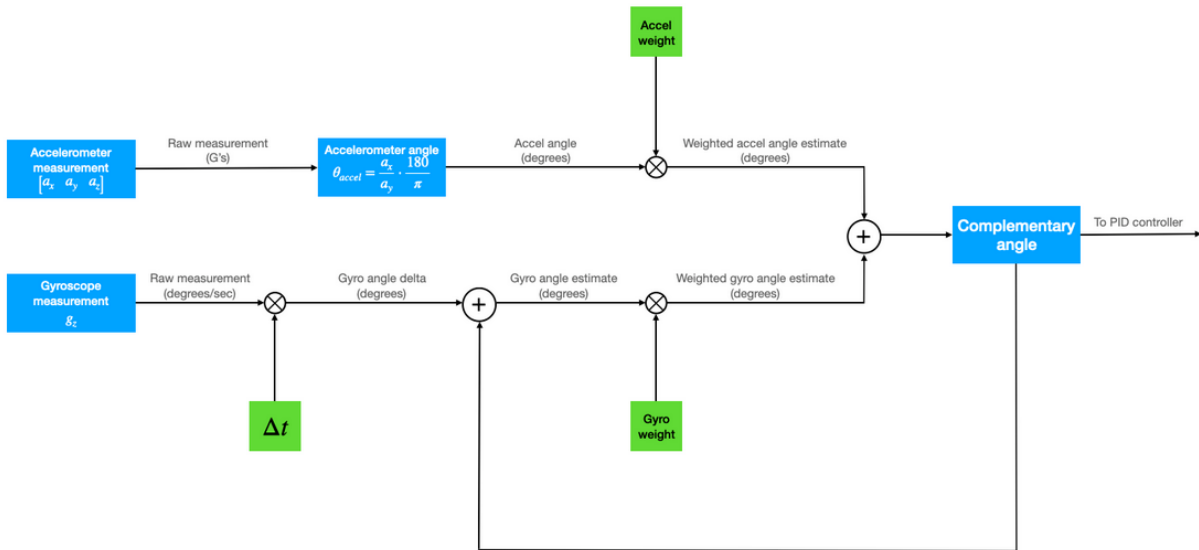 Accel
weight
Accelerometer
measurement
[a_x a_y a_z]
Raw measurement
(G's)
Accelerometer angle
θ_accel = a_x/a_y · 180/π
Accel angle
(degrees)
Weighted accel angle estimate
(degrees)
+
Complementary
angle
To PID controller
Gyroscope
measurement
g_z
Raw measurement
(degrees/sec)
Gyro angle delta
(degrees)
+
Gyro angle estimate
(degrees)
Weighted gyro angle estimate
(degrees)
Δt
Gyro
weight